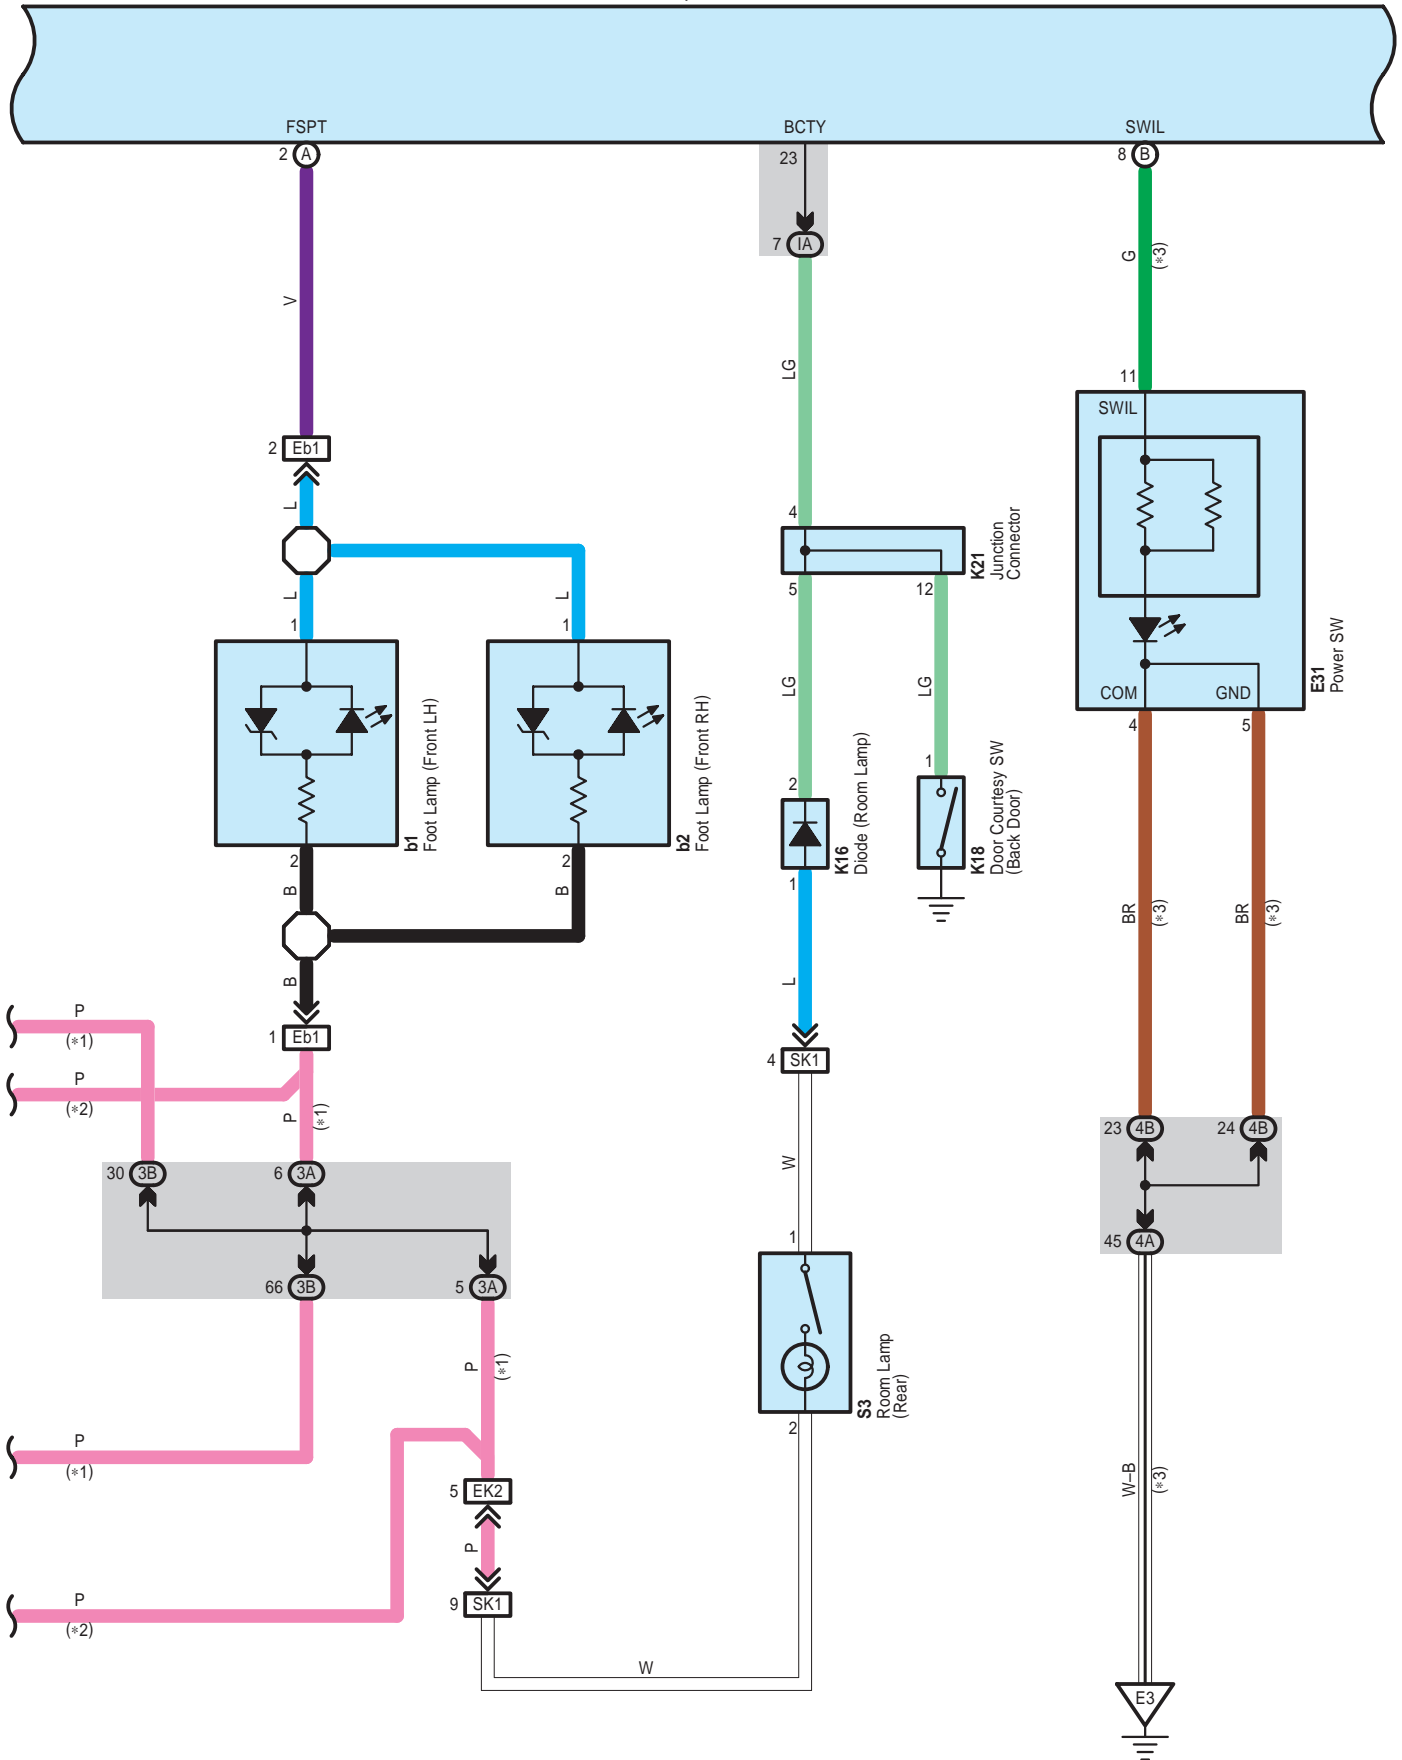 FSPT
BCTY
SWIL
2 A
23
8 B
7 IA
V
G
(*3)
LG
11
SWIL
2 Eb1
L
4
K21
Junction
Connector
5
12
L
L
1
1
LG
LG
E31
Power SW
COM
GND
4
5
b1
Foot Lamp (Front LH)
b2
Foot Lamp (Front RH)
2
1
K16
Diode (Room Lamp)
K18
Door Courtesy SW
(Back Door)
2
2
1
B
B
BR
(*3)
BR
(*3)
B
L
P
(*1)
1 Eb1
4 SK1
P
(*2)
P
(*1)
23 4B
24 4B
30 3B
6 3A
W
1
45 4A
66 3B
5 3A
P
(*1)
S3
Room Lamp
(Rear)
2
P
(*1)
5 EK2
W-B
(*3)
P
P
(*2)
9 SK1
W
E3